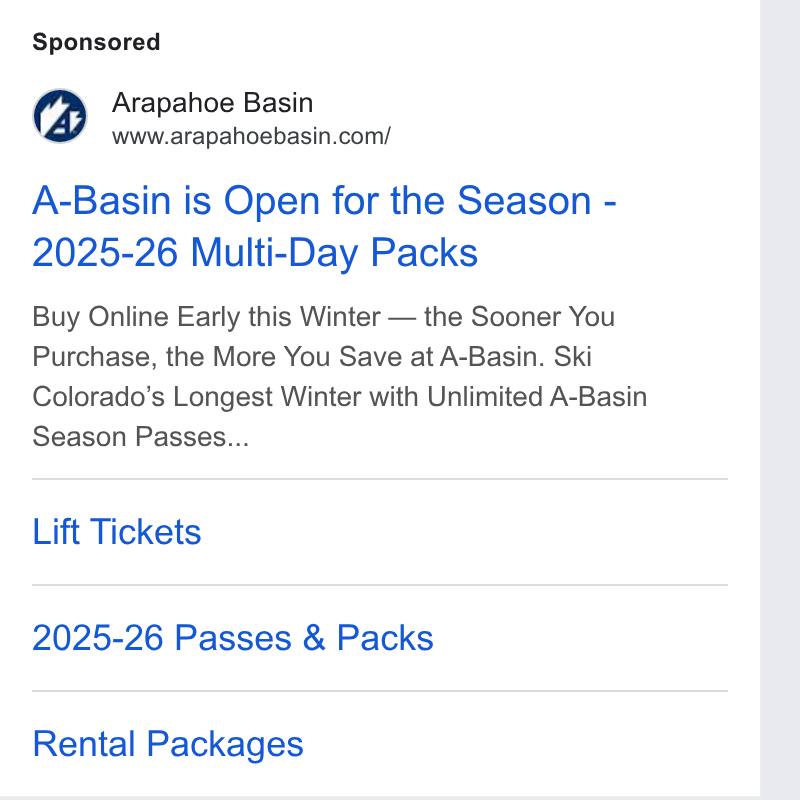 Sponsored
Arapahoe Basin
www.arapahoebasin.com/
A-Basin is Open for the Season -
2025-26 Multi-Day Packs
Buy Online Early this Winter — the Sooner You
Purchase, the More You Save at A-Basin. Ski
Colorado’s Longest Winter with Unlimited A-Basin
Season Passes...
Lift Tickets
2025-26 Passes & Packs
Rental Packages